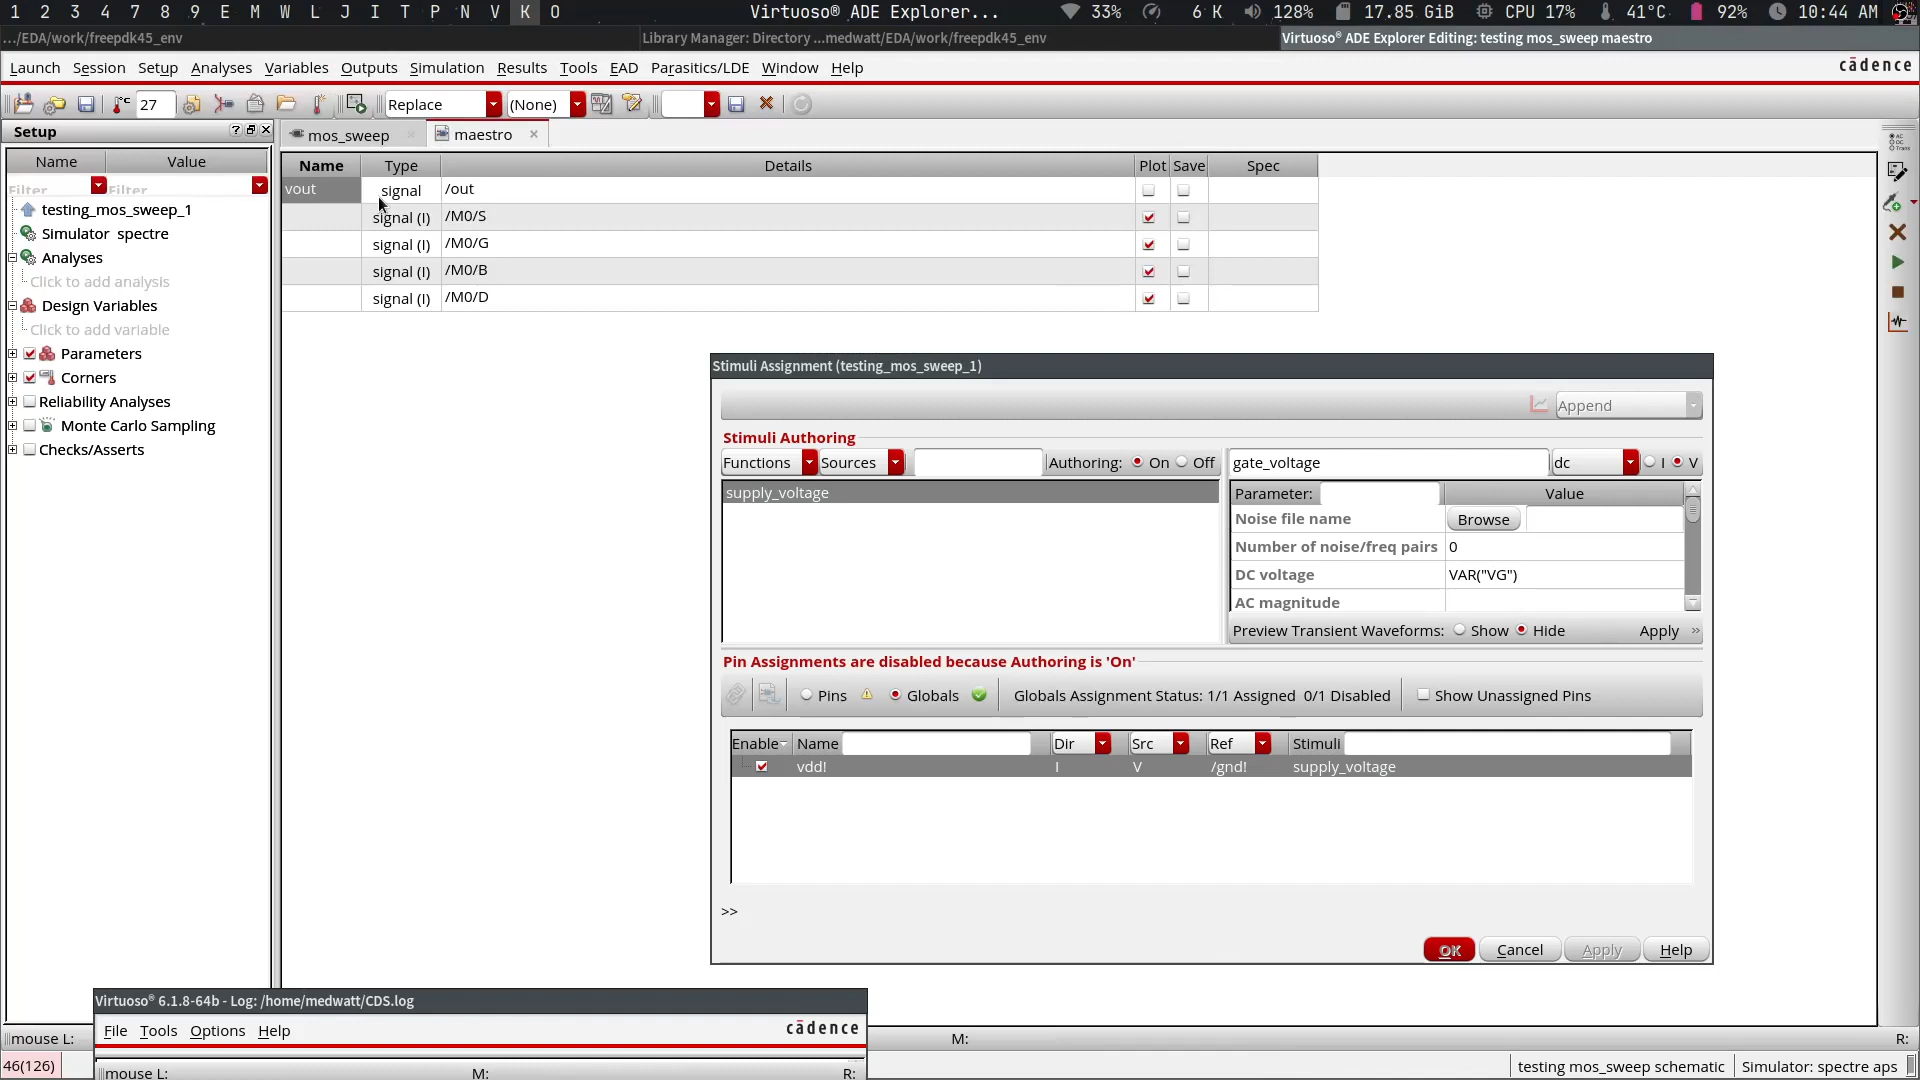 1 2 3 4 7 8 9 E M W L J I T P N V K O Virtuoso® ADE Explorer... 33% 6 K 128% 17.85 GiB CPU 17% 41°C 92% 10:44 AM
.../EDA/work/freepdk45_env Library Manager: Directory ...medwatt/EDA/work/freepdk45_env Virtuoso® ADE Explorer Editing: testing mos_sweep maestro
Launch Session Setup Analyses Variables Outputs Simulation Results Tools EAD Parasitics/LDE Window Help cādence
27 Replace (None)
Setup
mos_sweep maestro
Name Value
Filter Filter
testing_mos_sweep_1
Simulator spectre
Analyses
Click to add analysis
Design Variables
Click to add variable
Parameters
Corners
Reliability Analyses
Monte Carlo Sampling
Checks/Asserts
Name Type Details Plot Save Spec
vout signal /out
signal (I) /M0/S
signal (I) /M0/G
signal (I) /M0/B
signal (I) /M0/D
Stimuli Assignment (testing_mos_sweep_1)
Append
Stimuli Authoring
Functions Sources Authoring: On Off gate_voltage dc I V
supply_voltage
Parameter: Value
Noise file name Browse
Number of noise/freq pairs 0
DC voltage VAR("VG")
AC magnitude
Preview Transient Waveforms: Show Hide Apply »
Pin Assignments are disabled because Authoring is 'On'
Pins Globals Globals Assignment Status: 1/1 Assigned 0/1 Disabled Show Unassigned Pins
Enable Name Dir Src Ref Stimuli
vdd! I V /gnd! supply_voltage
>>
OK Cancel Apply Help
Virtuoso® 6.1.8-64b - Log: /home/medwatt/CDS.log
File Tools Options Help cādence
mouse L: M: R:
mouse L: M: R:
46(126) testing mos_sweep schematic Simulator: spectre aps